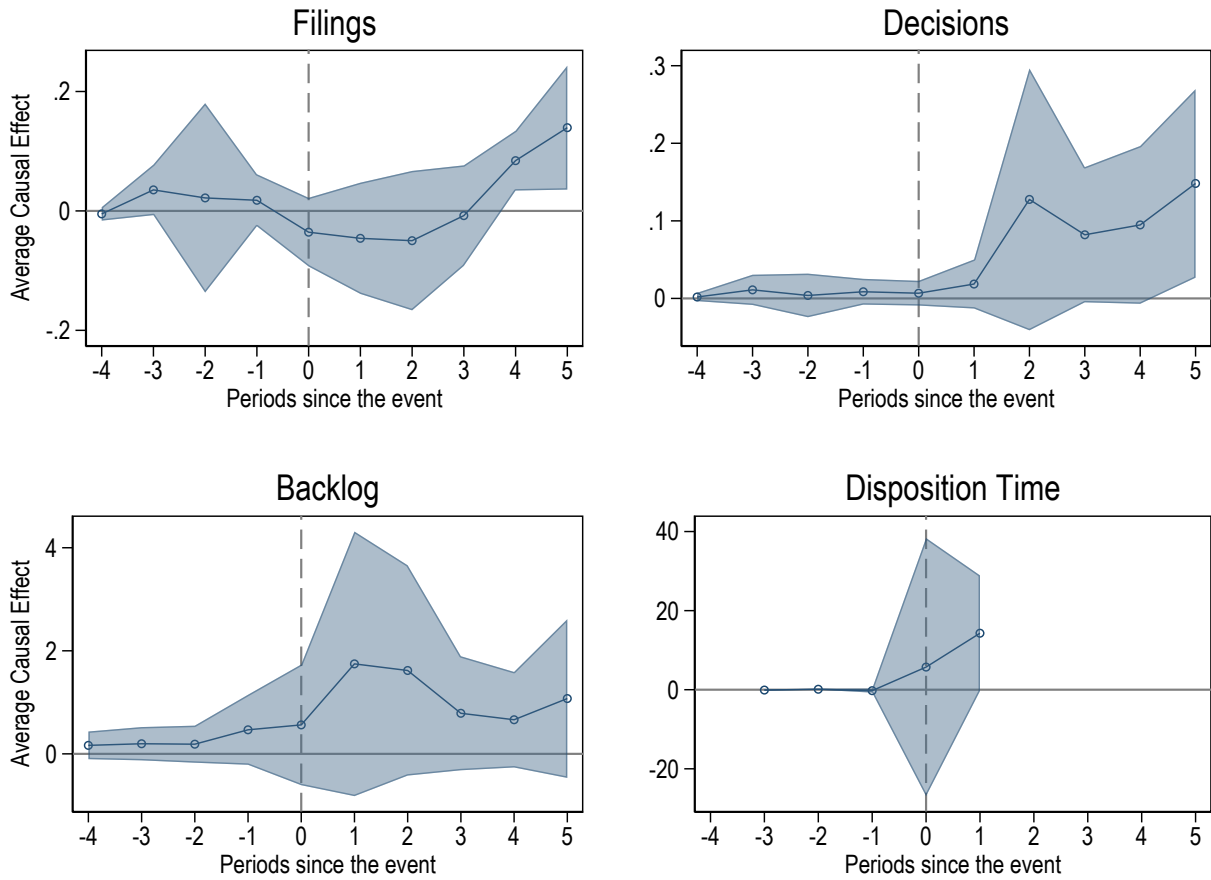 Filings
Average Causal Effect
.2
0
-.2
-4 -3 -2 -1 0 1 2 3 4 5
Periods since the event
Decisions
.3
.2
.1
0
-4 -3 -2 -1 0 1 2 3 4 5
Periods since the event
Backlog
Average Causal Effect
4
2
0
-4 -3 -2 -1 0 1 2 3 4 5
Periods since the event
Disposition Time
40
20
0
-20
-4 -3 -2 -1 0 1 2 3 4 5
Periods since the event